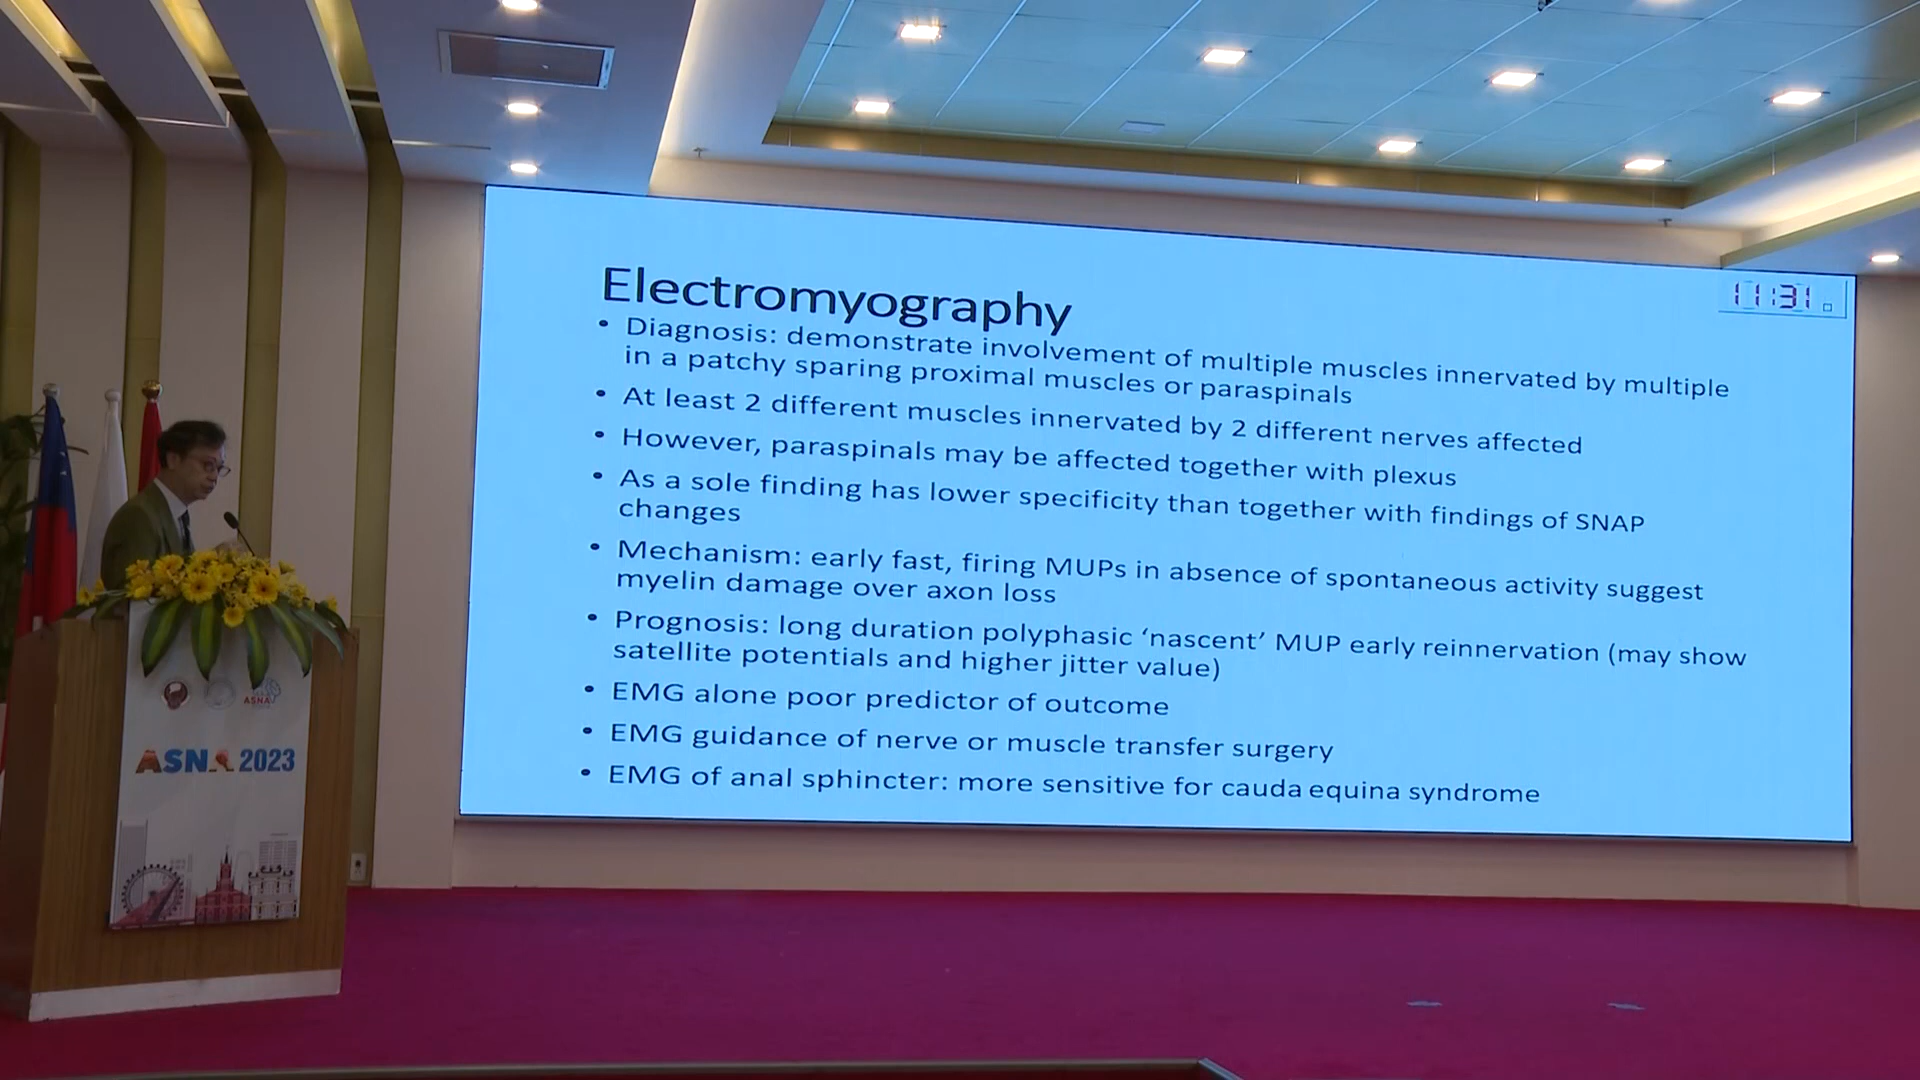 Electromyography
11:31
• Diagnosis: demonstrate involvement of multiple muscles innervated by multiple
in a patchy sparing proximal muscles or paraspinals
• At least 2 different muscles innervated by 2 different nerves affected
• However, paraspinals may be affected together with plexus
• As a sole finding has lower specificity than together with findings of SNAP
changes
• Mechanism: early fast, firing MUPs in absence of spontaneous activity suggest
myelin damage over axon loss
• Prognosis: long duration polyphasic ‘nascent’ MUP early reinnervation (may show
satellite potentials and higher jitter value)
• EMG alone poor predictor of outcome
• EMG guidance of nerve or muscle transfer surgery
• EMG of anal sphincter: more sensitive for cauda equina syndrome
ASNA
ASNA 2023